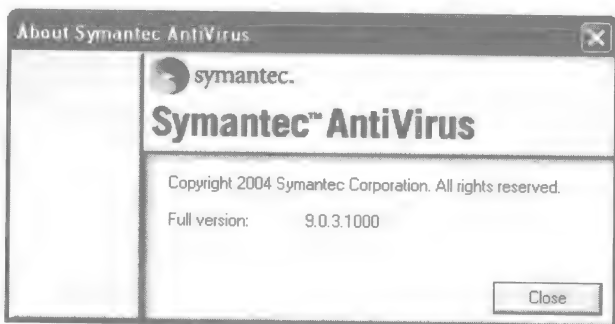 About Symantec AntiVirus
symantec.
Symantec™ AntiVirus
Copyright 2004 Symantec Corporation. All rights reserved.
Full version: 9.0.3.1000
Close